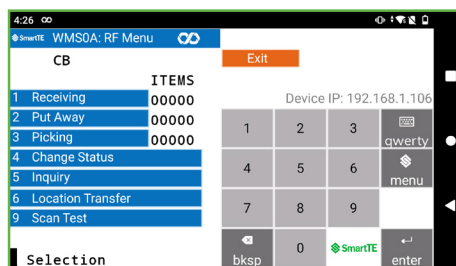 4:26
SmartTE WMS0A: RF Menu
CB
Exit
ITEMS
1 Receiving 00000
Device IP: 192.168.1.106
2 Put Away 00000
3 Picking 00000
4 Change Status
5 Inquiry
6 Location Transfer
9 Scan Test
Selection
1 2 3 qwerty
4 5 6 menu
7 8 9
bksp 0 SmartTE enter